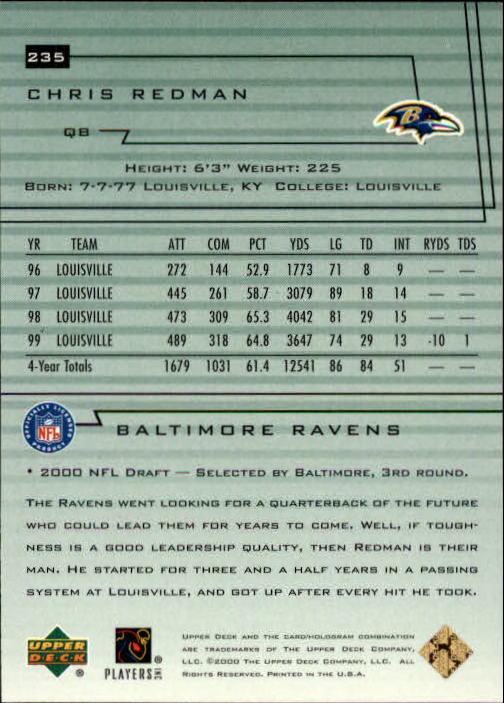 235
CHRIS REDMAN
QB
HEIGHT: 6'3" WEIGHT: 225
BORN: 7-7-77 LOUISVILLE, KY COLLEGE: LOUISVILLE
YR TEAM ATT COM PCT YDS LG TD INT RYDS TDS
96 LOUISVILLE 272 144 52.9 1773 71 8 9 — —
97 LOUISVILLE 445 261 58.7 3079 89 18 14 — —
98 LOUISVILLE 473 309 65.3 4042 81 29 15 — —
99 LOUISVILLE 489 318 64.8 3647 74 29 13 -10 1
4-Year Totals 1679 1031 61.4 12541 86 84 51 — —
OFFICIALLY LICENSED PRODUCT
NFL
BALTIMORE RAVENS
• 2000 NFL DRAFT — SELECTED BY BALTIMORE, 3RD ROUND.
THE RAVENS WENT LOOKING FOR A QUARTERBACK OF THE FUTURE
WHO COULD LEAD THEM FOR YEARS TO COME. WELL, IF TOUGH-
NESS IS A GOOD LEADERSHIP QUALITY, THEN REDMAN IS THEIR
MAN. HE STARTED FOR THREE AND A HALF YEARS IN A PASSING
SYSTEM AT LOUISVILLE, AND GOT UP AFTER EVERY HIT HE TOOK.
UPPER DECK ®
PLAYERS INC ®
UPPER DECK AND THE CARD/HOLOGRAM COMBINATION
ARE TRADEMARKS OF THE UPPER DECK COMPANY,
LLC. ©2000 THE UPPER DECK COMPANY, LLC. ALL
RIGHTS RESERVED. PRINTED IN THE U.S.A.